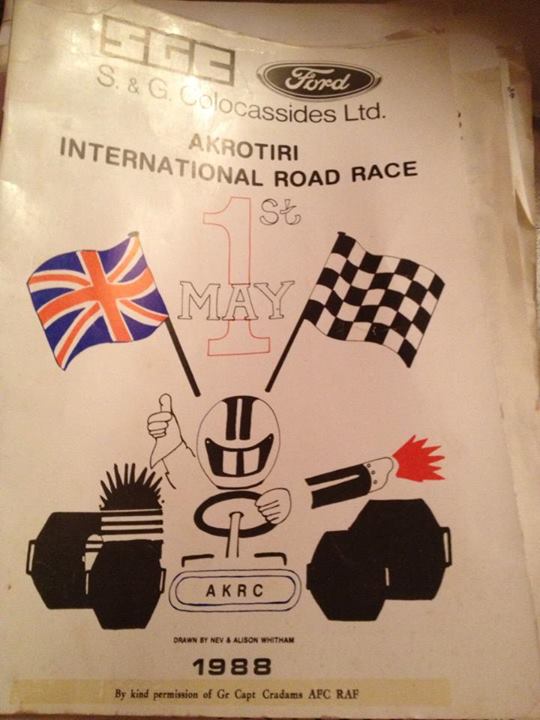 SGC
Ford
S. & G. Colocassides Ltd.
AKROTIRI
INTERNATIONAL ROAD RACE
1St
MAY
AKRC
DRAWN BY NEV & ALISON WHITHAM
1988
By kind permission of Gr Capt Cradams AFC RAF